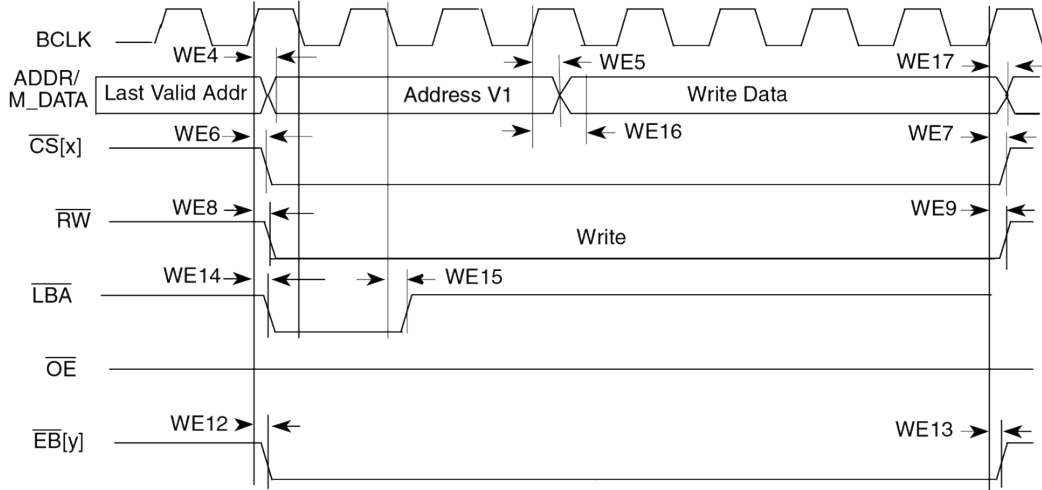 BCLK
WE4
WE5
WE17
ADDR/
M_DATA
Last Valid Addr
Address V1
Write Data
WE6
WE16
WE7
CS[x]
WE8
WE9
RW
Write
WE14
WE15
LBA
OE
WE12
WE13
EB[y]